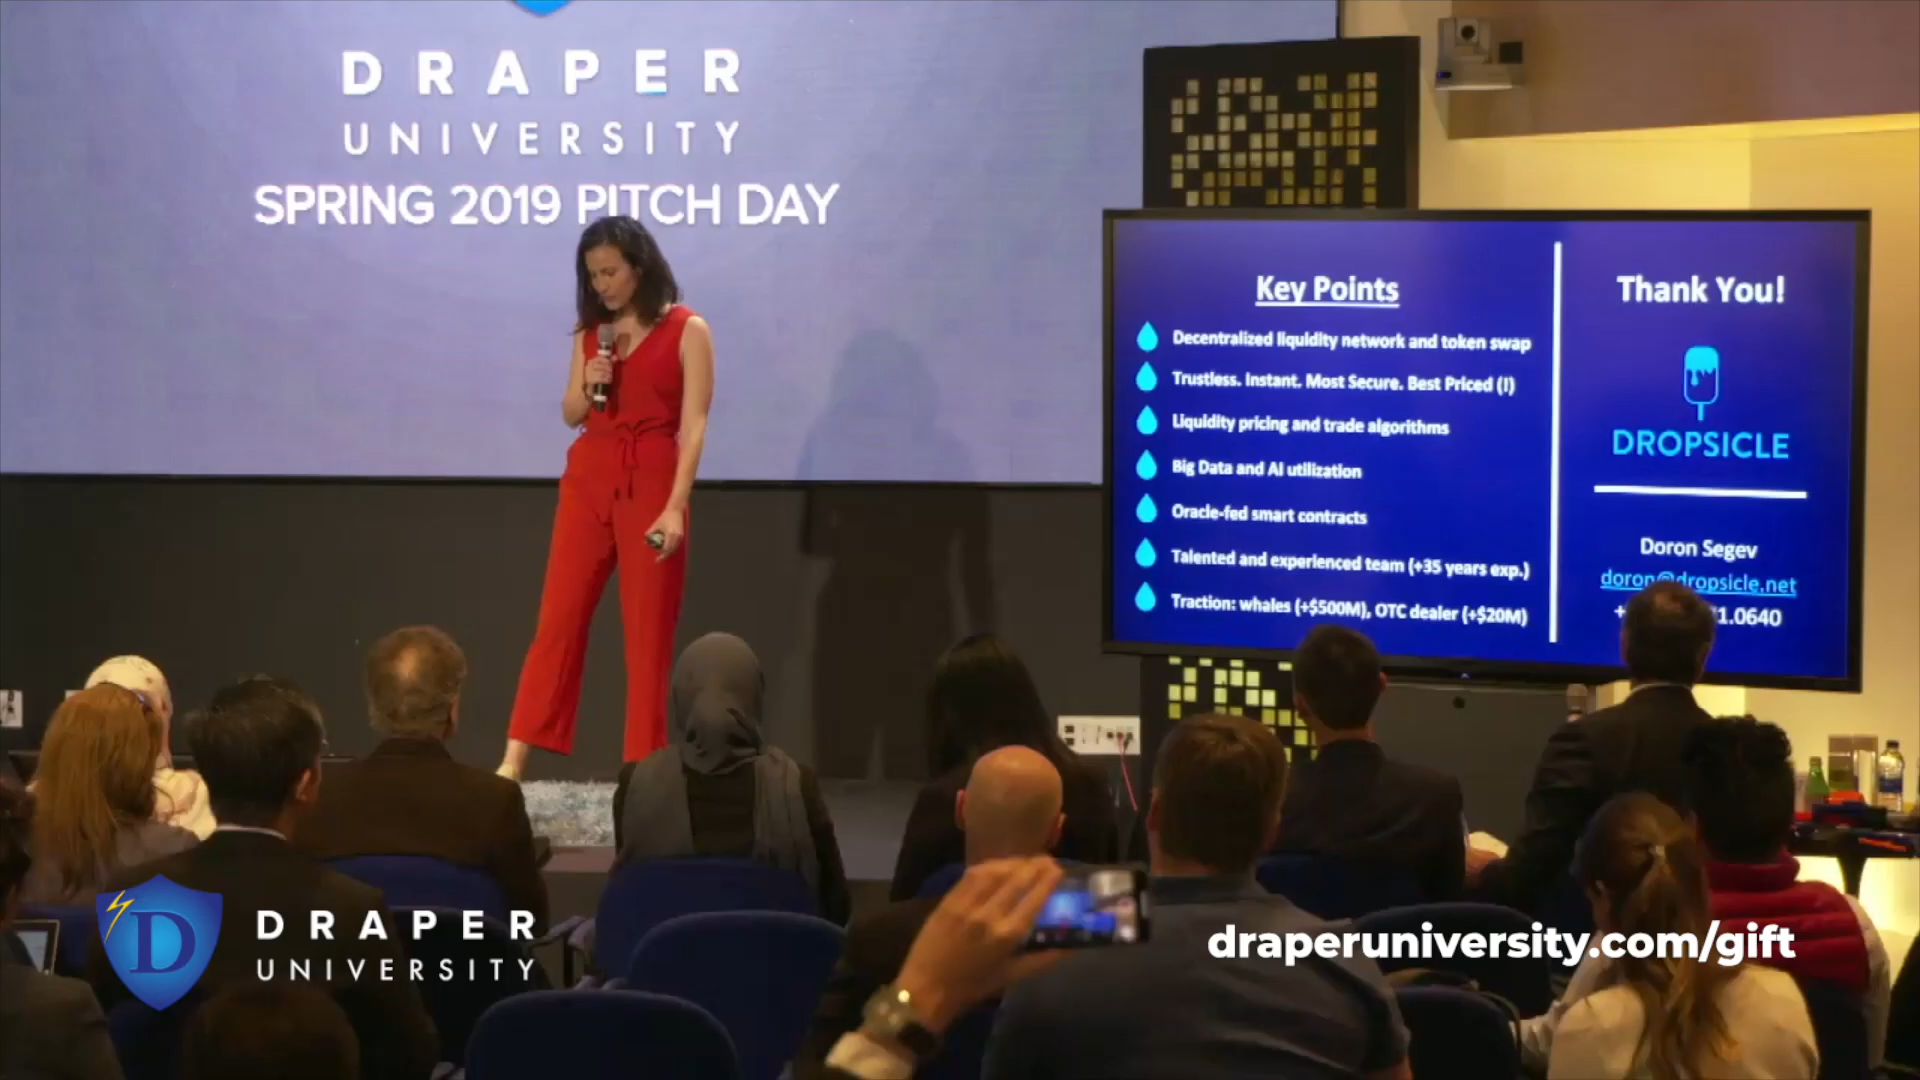 DRAPER
UNIVERSITY
SPRING 2019 PITCH DAY
Key Points
Decentralized liquidity network and token swap
Trustless. Instant. Most Secure. Best Priced (!)
Liquidity pricing and trade algorithms
Big Data and AI utilization
Oracle-fed smart contracts
Talented and experienced team (+35 years exp.)
Traction: whales (+$500M), OTC dealer (+$20M)
Thank You!
DROPSICLE
Doron Segev
doron@dropsicle.net
1.0640
D
DRAPER
UNIVERSITY
draperuniversity.com/gift